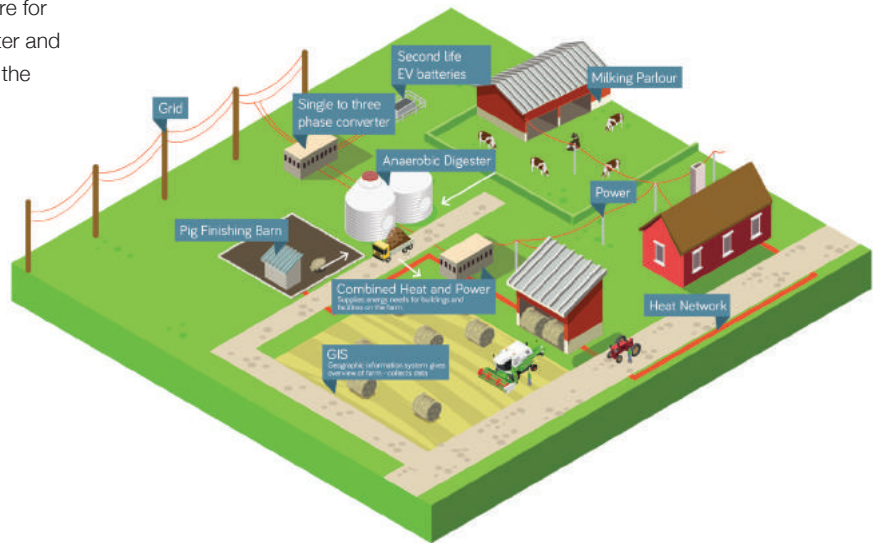 re for
ter and
the
Second life
EV batteries
Milking Parlour
Grid
Single to three
phase converter
Anaerobic Digester
Power
Pig Finishing Barn
Combined Heat and Power
Supplies energy needs for buildings and
facilities on the farm
Heat Network
GIS
Geographic information system gives
overview of farm - collects data